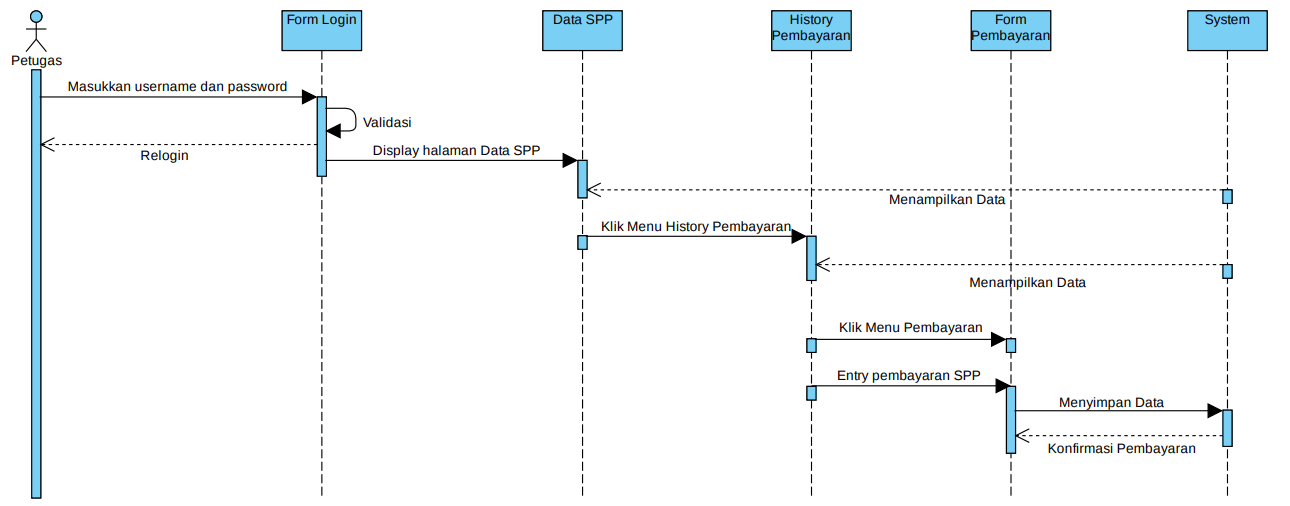 Form Login
Data SPP
History
Pembayaran
Form
Pembayaran
System
Petugas
Masukkan username dan password
Validasi
Relogin
Display halaman Data SPP
Menampilkan Data
Klik Menu History Pembayaran
Menampilkan Data
Klik Menu Pembayaran
Entry pembayaran SPP
Menyimpan Data
Konfirmasi Pembayaran